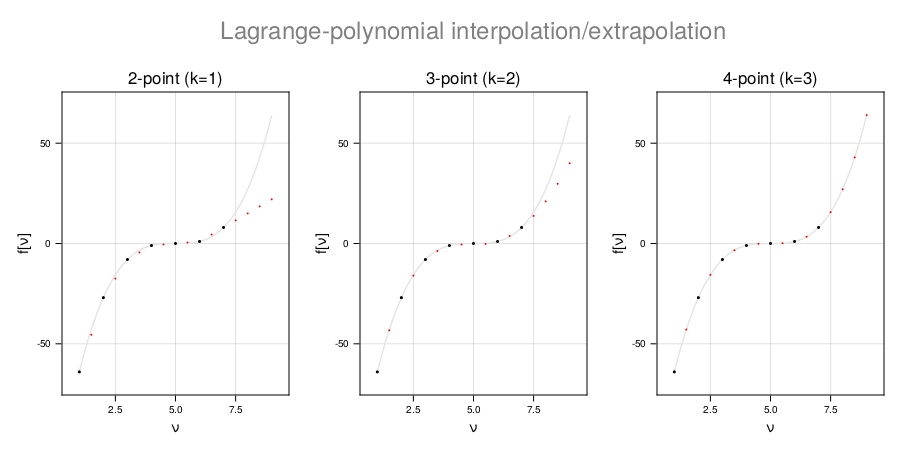 Lagrange-polynomial interpolation/extrapolation
2-point (k=1)
f[ν]
50
0
-50
2.5 5.0 7.5
ν
3-point (k=2)
f[ν]
50
0
-50
2.5 5.0 7.5
ν
4-point (k=3)
f[ν]
50
0
-50
2.5 5.0 7.5
ν